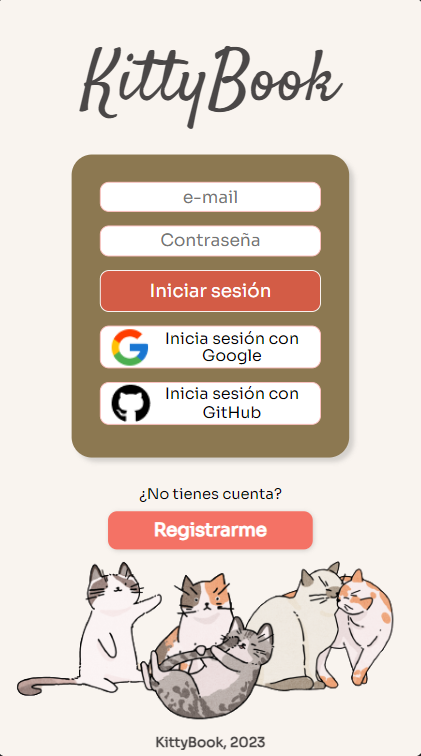 KittyBook
e-mail
Contraseña
Iniciar sesión
Inicia sesión con
Google
Inicia sesión con
GitHub
¿No tienes cuenta?
Registrarme
KittyBook, 2023